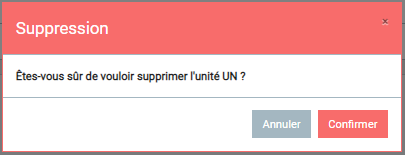 Suppression
×
Êtes-vous sûr de vouloir supprimer l'unité UN ?
Annuler
Confirmer